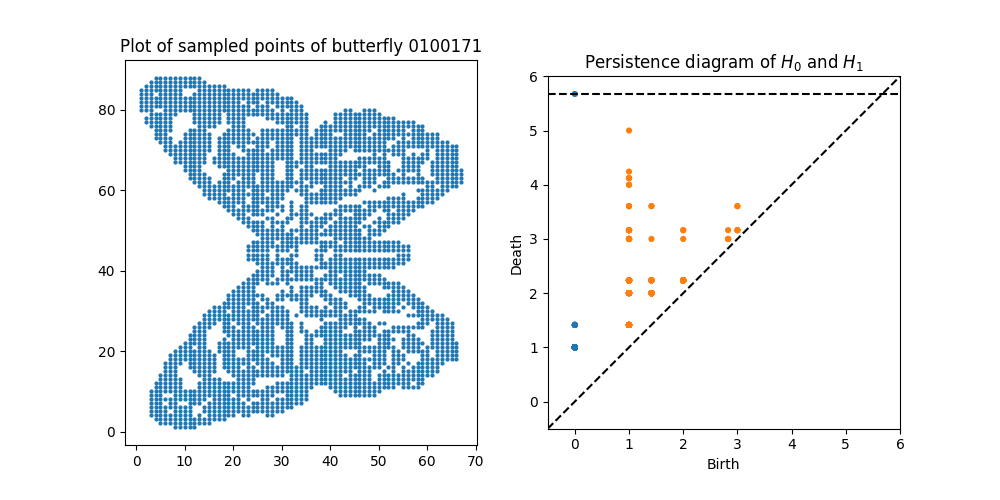 Plot of sampled points of butterfly 0100171
80
60
40
20
0
0 10 20 30 40 50 60 70
Persistence diagram of H₀ and H₁
6
5
4
3
2
1
0
Death
0 1 2 3 4 5 6
Birth